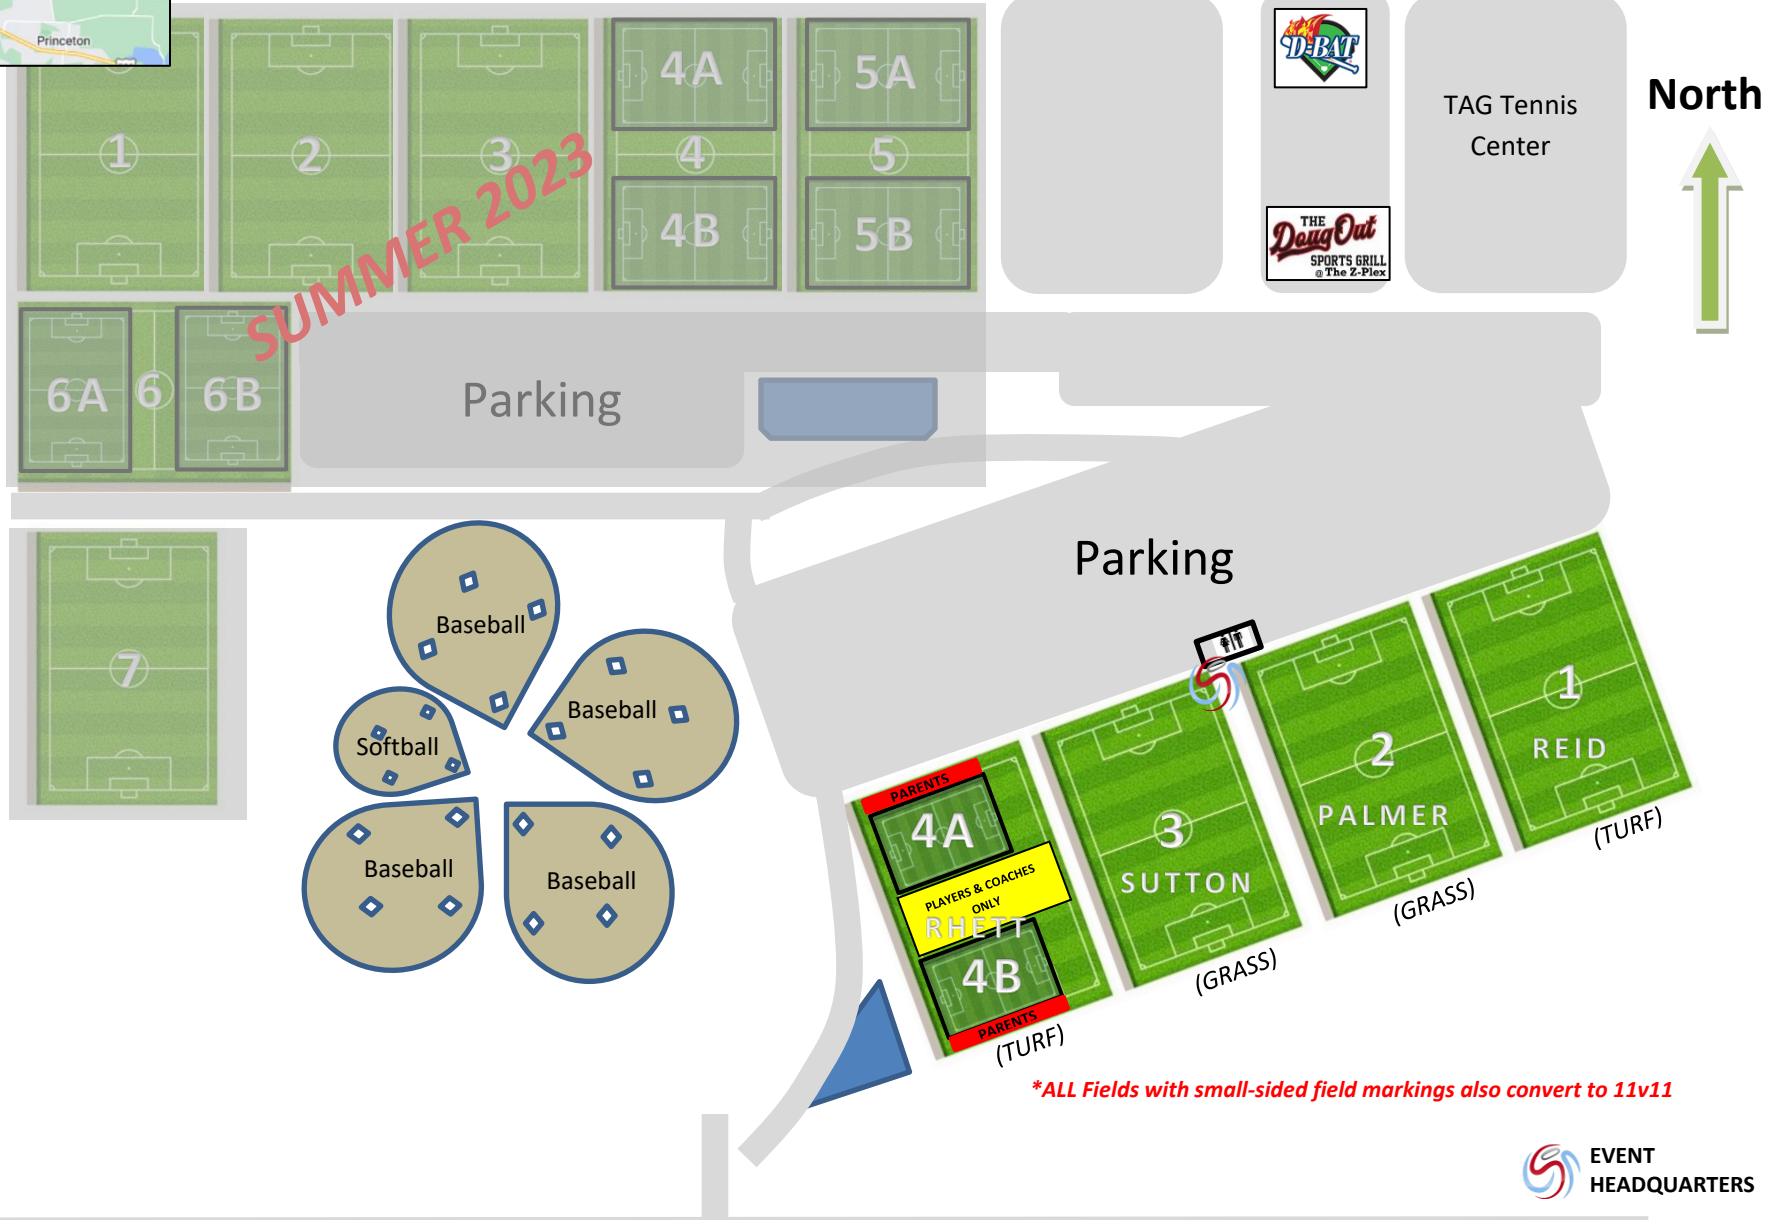 Princeton
1
2
3
4A
4
4B
5A
5
5B
SUMMER 2023
D-BAT
THE
DougOut
SPORTS GRILL
@ The Z-Plex
TAG Tennis
Center
North
6A
6
6B
Parking
7
Baseball
Baseball
Softball
Baseball
Baseball
Parking
1
REID
(TURF)
2
PALMER
(GRASS)
3
SUTTON
(GRASS)
PARENTS
4A
PLAYERS & COACHES
ONLY
RHETT
4B
PARENTS
(TURF)
*ALL Fields with small-sided field markings also convert to 11v11
EVENT
HEADQUARTERS